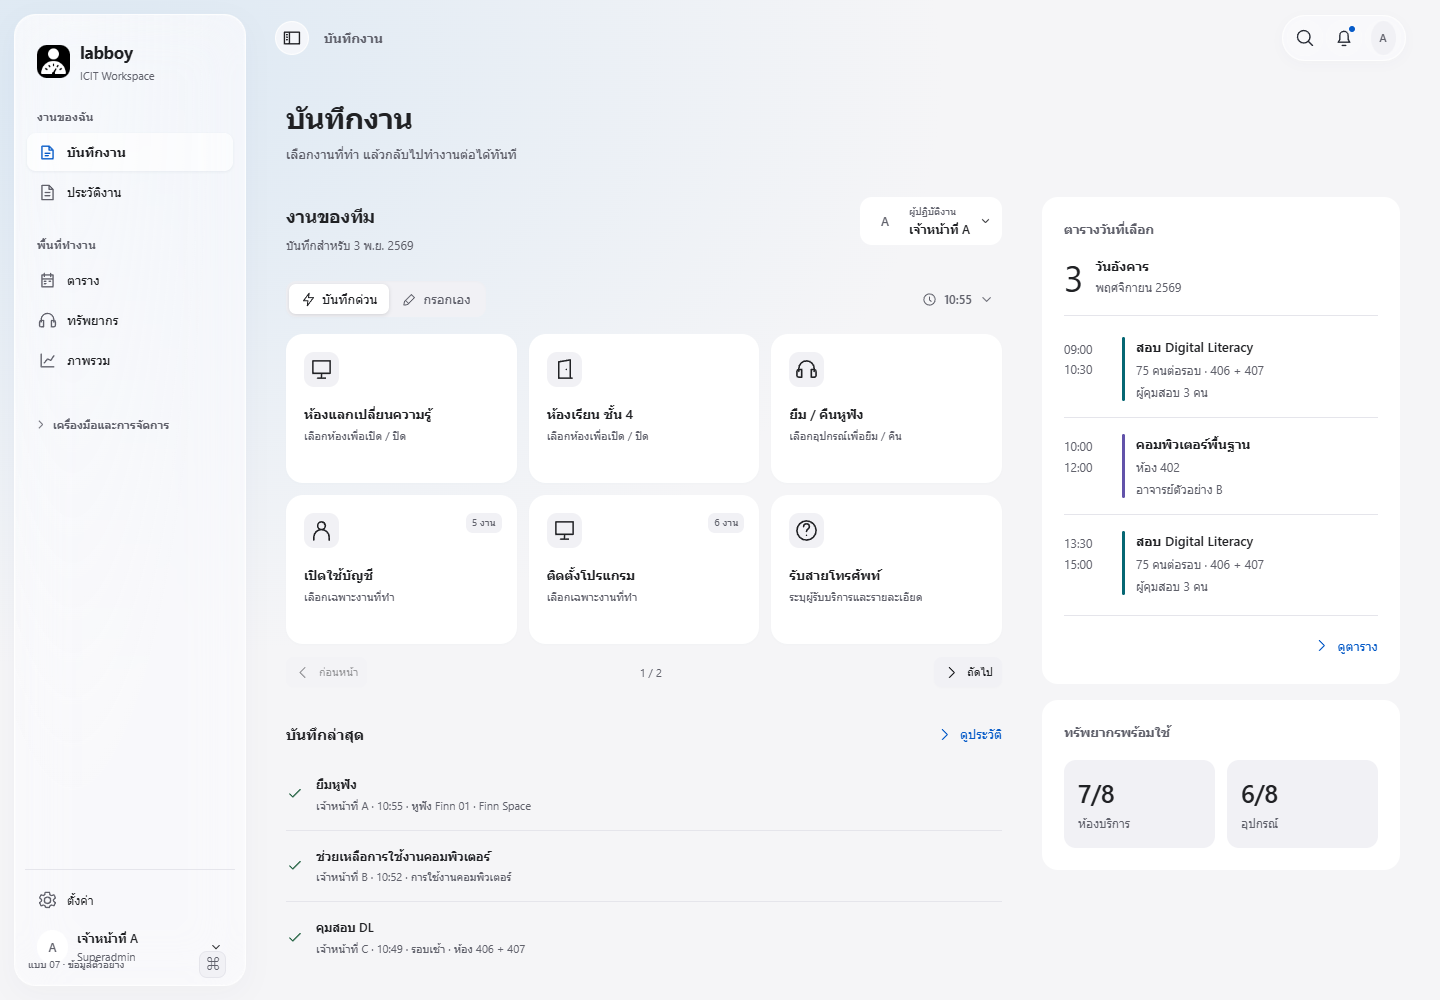 labboy
ICIT Workspace
งานของฉัน
บันทึกงาน
ประวัติงาน
พื้นที่ทำงาน
ตาราง
ทรัพยากร
ภาพรวม
เครื่องมือและการจัดการ
ตั้งค่า
A
เจ้าหน้าที่ A
Superadmin
แบบ 07 · ข้อมูลตัวอย่าง
บันทึกงาน
A
บันทึกงาน
เลือกงานที่ทำ แล้วกลับไปทำงานต่อได้ทันที
งานของทีม
บันทึกสำหรับ 3 พ.ย. 2569
A
ผู้ปฏิบัติงาน
เจ้าหน้าที่ A
บันทึกด่วน
กรอกเอง
10:55
ห้องแลกเปลี่ยนความรู้
เลือกห้องเพื่อเปิด / ปิด
ห้องเรียน ชั้น 4
เลือกห้องเพื่อเปิด / ปิด
ยืม / คืนหูฟัง
เลือกอุปกรณ์เพื่อยืม / คืน
5 งาน
เปิดใช้บัญชี
เลือกเฉพาะงานที่ทำ
6 งาน
ติดตั้งโปรแกรม
เลือกเฉพาะงานที่ทำ
รับสายโทรศัพท์
ระบุผู้รับบริการและรายละเอียด
ก่อนหน้า
1 / 2
ถัดไป
บันทึกล่าสุด
ดูประวัติ
ยืมหูฟัง
เจ้าหน้าที่ A · 10:55 · หูฟัง Finn 01 · Finn Space
ช่วยเหลือการใช้งานคอมพิวเตอร์
เจ้าหน้าที่ B · 10:52 · การใช้งานคอมพิวเตอร์
คุมสอบ DL
เจ้าหน้าที่ C · 10:49 · รอบเช้า · ห้อง 406 + 407
ตารางวันที่เลือก
3
วันอังคาร
พฤศจิกายน 2569
09:00
10:30
สอบ Digital Literacy
75 คนต่อรอบ · 406 + 407
ผู้คุมสอบ 3 คน
10:00
12:00
คอมพิวเตอร์พื้นฐาน
ห้อง 402
อาจารย์ตัวอย่าง B
13:30
15:00
สอบ Digital Literacy
75 คนต่อรอบ · 406 + 407
ผู้คุมสอบ 3 คน
ดูตาราง
ทรัพยากรพร้อมใช้
7/8
ห้องบริการ
6/8
อุปกรณ์